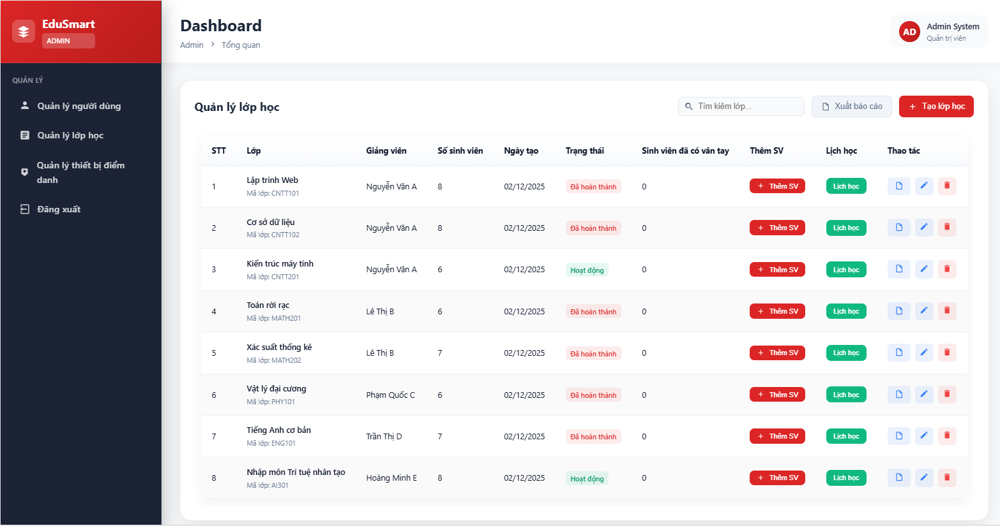 EduSmart
ADMIN
QUẢN LÝ
Quản lý người dùng
Quản lý lớp học
Quản lý thiết bị điểm
danh
Đăng xuất
Dashboard
Admin > Tổng quan
AD
Admin System
Quản trị viên
Quản lý lớp học
Tìm kiếm lớp...
Xuất báo cáo
+ Tạo lớp học
STT Lớp Giảng viên Số sinh viên Ngày tạo Trạng thái Sinh viên đã có vân tay Thêm SV Lịch học Thao tác
1 Lập trình Web Nguyễn Văn A 8 02/12/2025 Đã hoàn thành 0 + Thêm SV Lịch học
Mã lớp: CNTT101
2 Cơ sở dữ liệu Nguyễn Văn A 8 02/12/2025 Đã hoàn thành 0 + Thêm SV Lịch học
Mã lớp: CNTT102
3 Kiến trúc máy tính Nguyễn Văn A 6 02/12/2025 Hoạt động 0 + Thêm SV Lịch học
Mã lớp: CNTT201
4 Toán rời rạc Lê Thị B 6 02/12/2025 Đã hoàn thành 0 + Thêm SV Lịch học
Mã lớp: MATH201
5 Xác suất thống kê Lê Thị B 7 02/12/2025 Đã hoàn thành 0 + Thêm SV Lịch học
Mã lớp: MATH202
6 Vật lý đại cương Phạm Quốc C 6 02/12/2025 Đã hoàn thành 0 + Thêm SV Lịch học
Mã lớp: PHY101
7 Tiếng Anh cơ bản Trần Thị D 7 02/12/2025 Đã hoàn thành 0 + Thêm SV Lịch học
Mã lớp: ENG101
8 Nhập môn Trí tuệ nhân tạo Hoàng Minh E 8 02/12/2025 Hoạt động 0 + Thêm SV Lịch học
Mã lớp: AI301